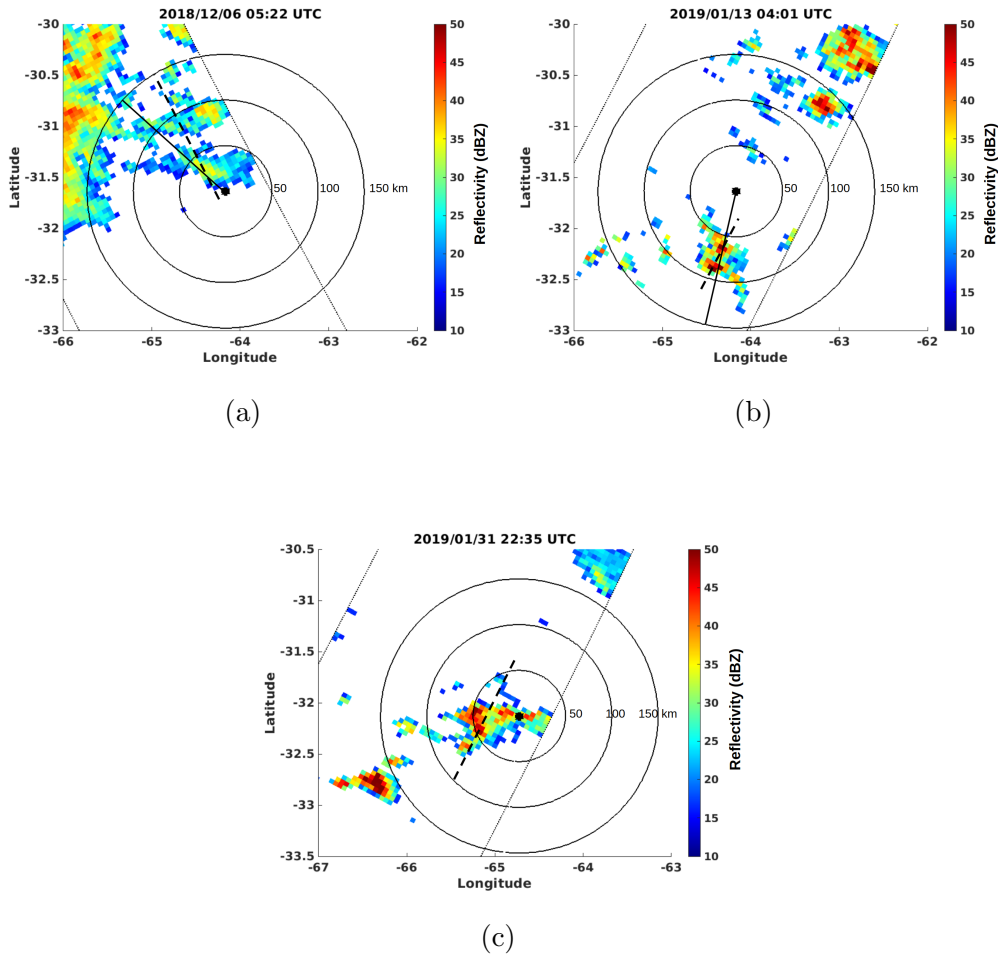 2018/12/06 05:22 UTC
-30
-30.5
-31
-31.5
-32
-32.5
-33
Latitude
-66 -65 -64 -63 -62
Longitude
50 100 150 km
50
45
40
35
30
25
20
15
10
Reflectivity (dBZ)
(a)
2019/01/13 04:01 UTC
-30
-30.5
-31
-31.5
-32
-32.5
-33
Latitude
-66 -65 -64 -63 -62
Longitude
50 100 150 km
50
45
40
35
30
25
20
15
10
Reflectivity (dBZ)
(b)
2019/01/31 22:35 UTC
-30.5
-31
-31.5
-32
-32.5
-33
-33.5
Latitude
-67 -66 -65 -64 -63
Longitude
50 100 150 km
50
45
40
35
30
25
20
15
10
Reflectivity (dBZ)
(c)